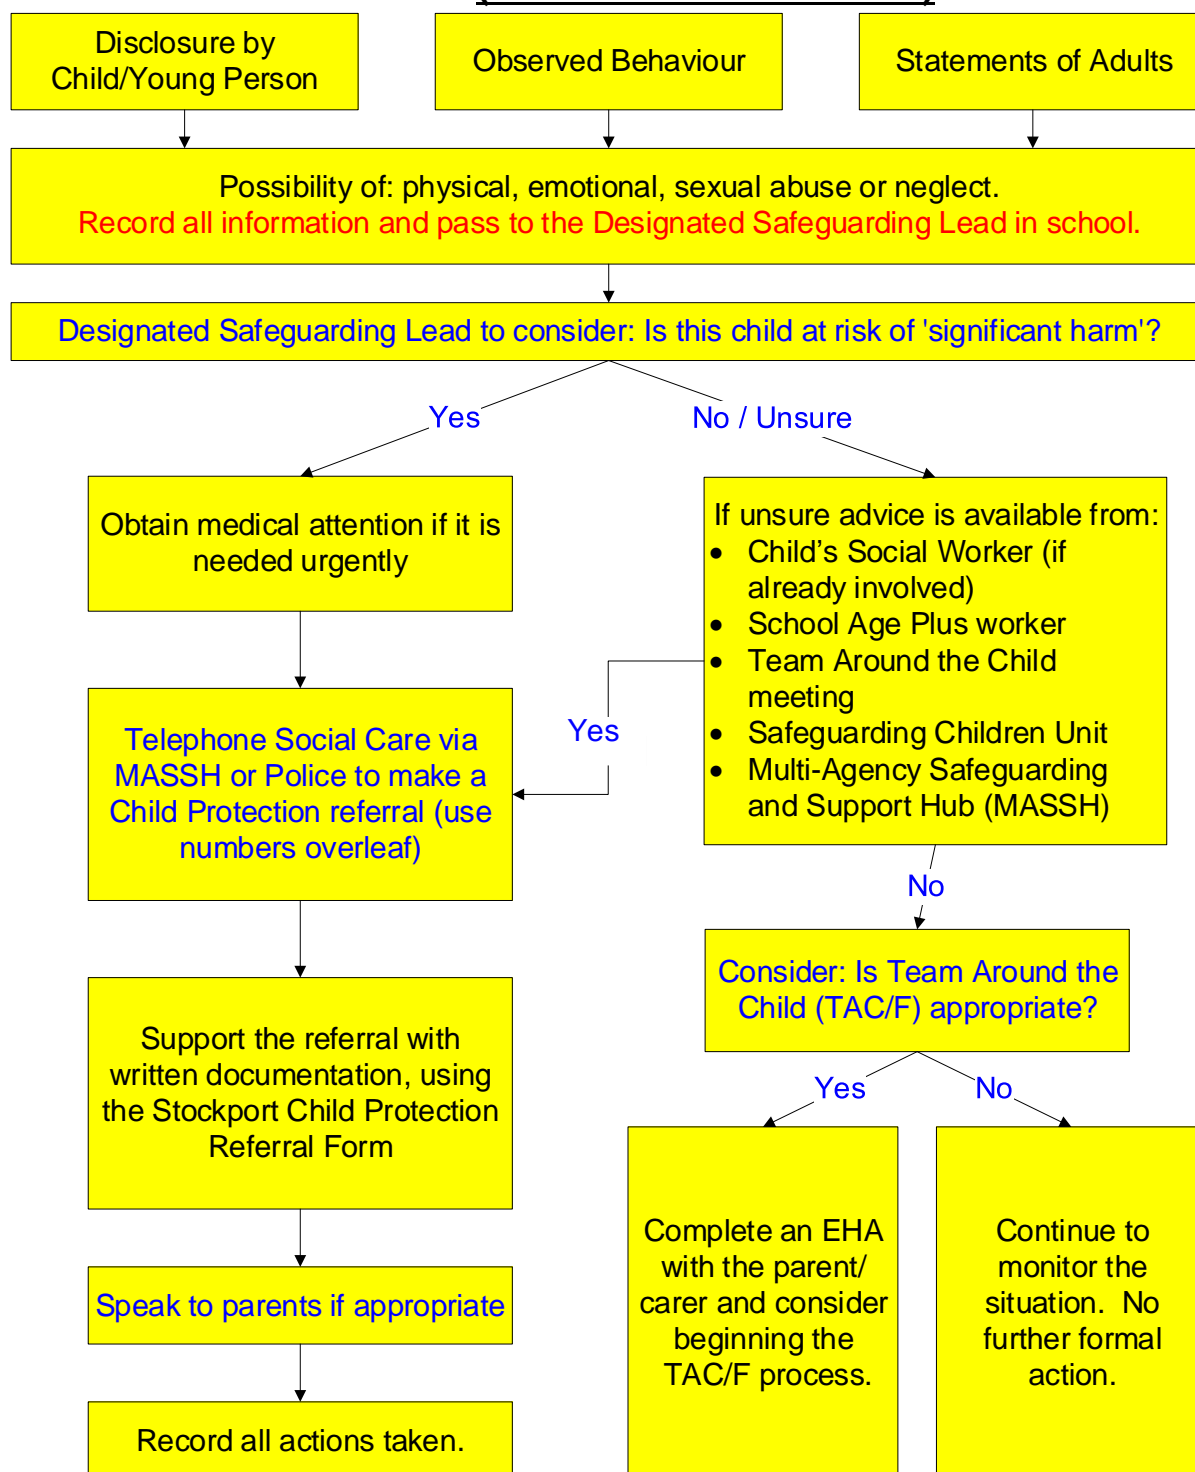 Disclosure by
Child/Young Person
Observed Behaviour
Statements of Adults
Possibility of: physical, emotional, sexual abuse or neglect.
Record all information and pass to the Designated Safeguarding Lead in school.
Designated Safeguarding Lead to consider: Is this child at risk of 'significant harm'?
Yes
No / Unsure
Obtain medical attention if it is
needed urgently
If unsure advice is available from:
• Child's Social Worker (if
already involved)
• School Age Plus worker
• Team Around the Child
meeting
• Safeguarding Children Unit
• Multi-Agency Safeguarding
and Support Hub (MASSH)
Yes
Telephone Social Care via
MASSH or Police to make a
Child Protection referral (use
numbers overleaf)
No
Consider: Is Team Around the
Child (TAC/F) appropriate?
Support the referral with
written documentation, using
the Stockport Child Protection
Referral Form
Yes
No
Complete an EHA
with the parent/
carer and consider
beginning the
TAC/F process.
Continue to
monitor the
situation.  No
further formal
action.
Speak to parents if appropriate
Record all actions taken.